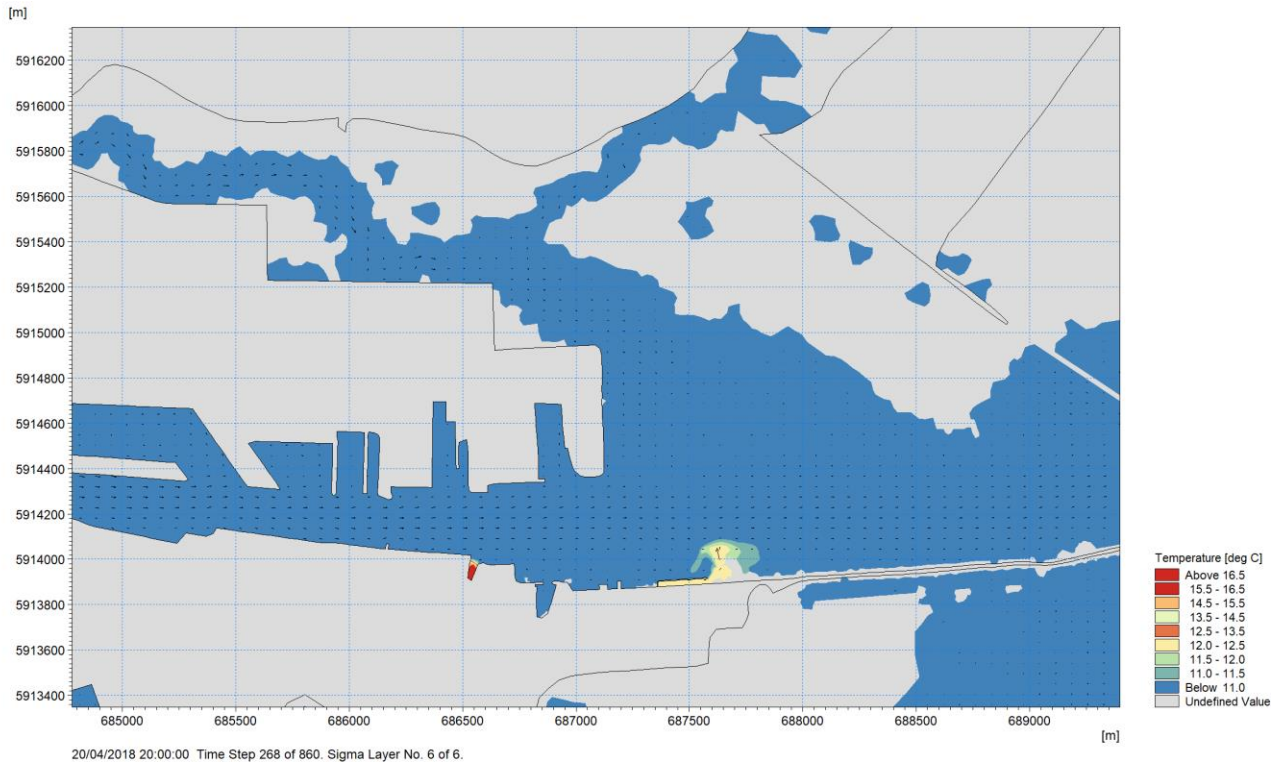 [m]
5916200
5916000
5915800
5915600
5915400
5915200
5915000
5914800
5914600
5914400
5914200
5914000
5913800
5913600
5913400
685000 685500 686000 686500 687000 687500 688000 688500 689000
[m]
20/04/2018 20:00:00 Time Step 268 of 860. Sigma Layer No. 6 of 6.
Temperature [deg C]
Above 16.5
15.5 - 16.5
14.5 - 15.5
13.5 - 14.5
12.5 - 13.5
12.0 - 12.5
11.5 - 12.0
11.0 - 11.5
Below 11.0
Undefined Value